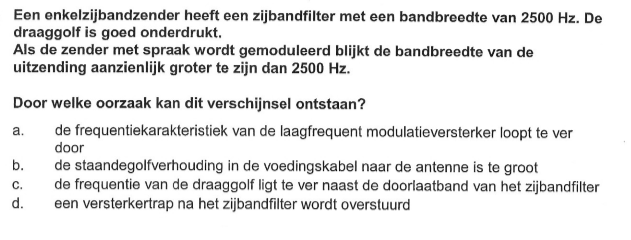 Een enkelzijbandzender heeft een zijbandfilter met een bandbreedte van 2500 Hz. De
draaggolf is goed onderdrukt.
Als de zender met spraak wordt gemoduleerd blijkt de bandbreedte van de
uitzending aanzienlijk groter te zijn dan 2500 Hz.
Door welke oorzaak kan dit verschijnsel ontstaan?
a. de frequentiekarakteristiek van de laagfrequent modulatieversterker loopt te ver
door
b. de staandegolfverhouding in de voedingskabel naar de antenne is te groot
c. de frequentie van de draaggolf ligt te ver naast de doorlaatband van het zijbandfilter
d. een versterkertrap na het zijbandfilter wordt overstuurd